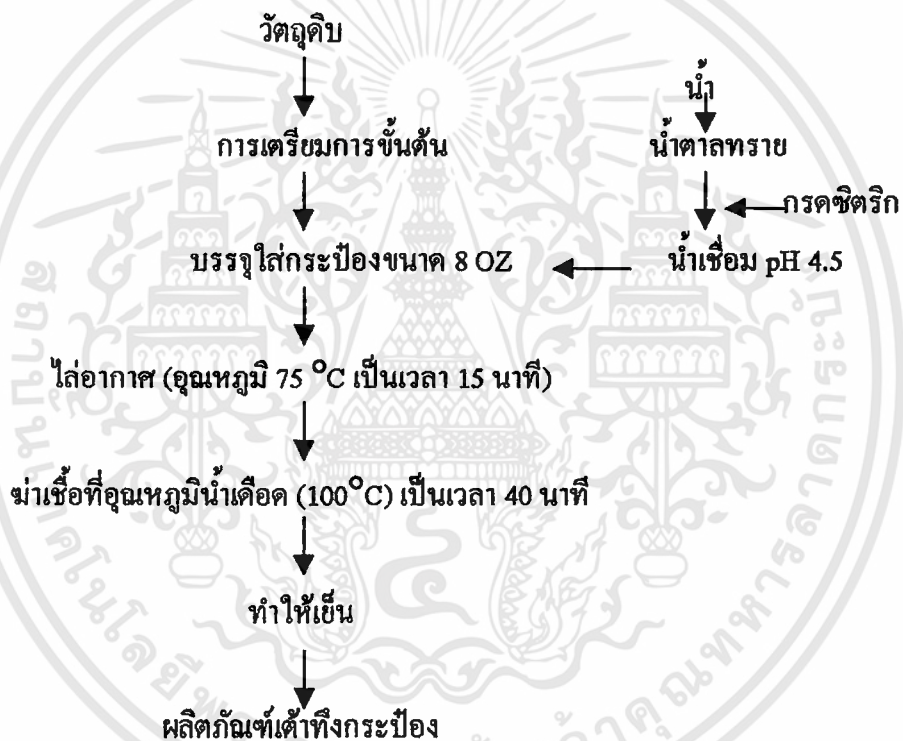 วัตถุดิบ
น้ำ
การเตรียมการขั้นต้น
น้ำตาลทราย
กรดซิตริก
บรรจุใส่กระป๋องขนาด 8 OZ
น้ำเชื่อม pH 4.5
ไล่อากาศ (อุณหภูมิ 75 °C เป็นเวลา 15 นาที)
ฆ่าเชื้อที่อุณหภูมิน้ำเดือด (100°C) เป็นเวลา 40 นาที
ทำให้เย็น
ผลิตภัณฑ์เต้าทึงกระป๋อง